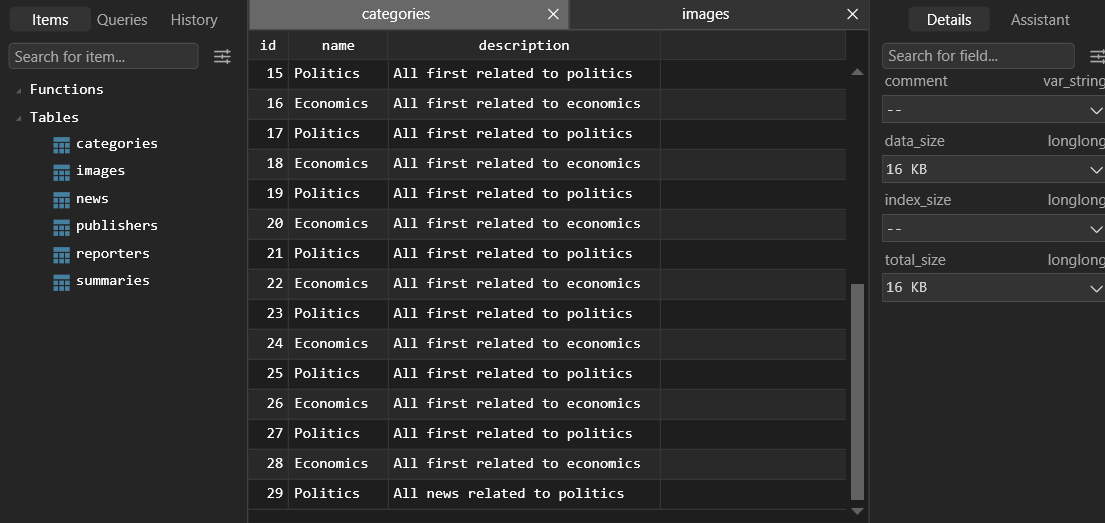 Items Queries History
Search for item...
Functions
Tables
categories
images
news
publishers
reporters
summaries
categories images
id name description
15 Politics All first related to politics
16 Economics All first related to economics
17 Politics All first related to politics
18 Economics All first related to economics
19 Politics All first related to politics
20 Economics All first related to economics
21 Politics All first related to politics
22 Economics All first related to economics
23 Politics All first related to politics
24 Economics All first related to economics
25 Politics All first related to politics
26 Economics All first related to economics
27 Politics All first related to politics
28 Economics All first related to economics
29 Politics All news related to politics
Details Assistant
Search for field...
comment var_string
--
data_size longlong
16 KB
index_size longlong
--
total_size longlong
16 KB